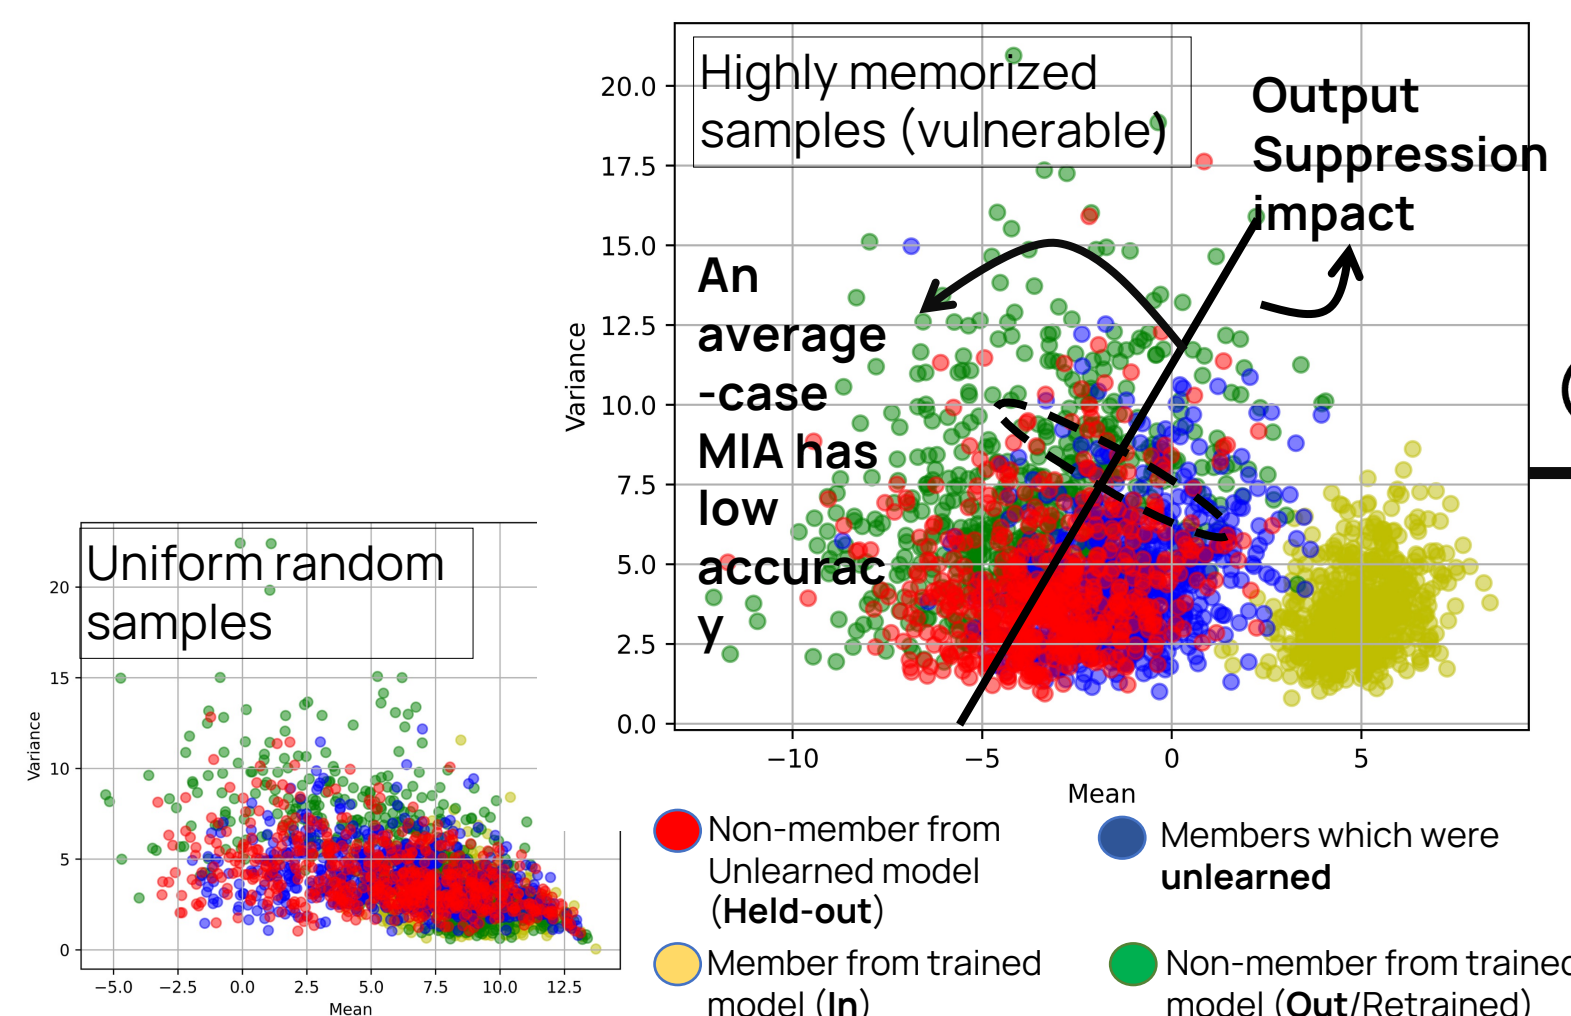 Highly memorized
samples (vulnerable)
Output
Suppression
impact
An
average
-case
MIA has
low
accurac
y
20.0
17.5
15.0
12.5
10.0
7.5
5.0
2.5
0.0
Variance
−10
−5
0
5
Mean
Uniform random
samples
20
15
10
5
0
Variance
−5.0
−2.5
0.0
2.5
5.0
7.5
10.0
12.5
Mean
Non-member from
Unlearned model
(Held-out)
Members which were
unlearned
Member from trained
model (In)
Non-member from trained
model (Out/Retrained)